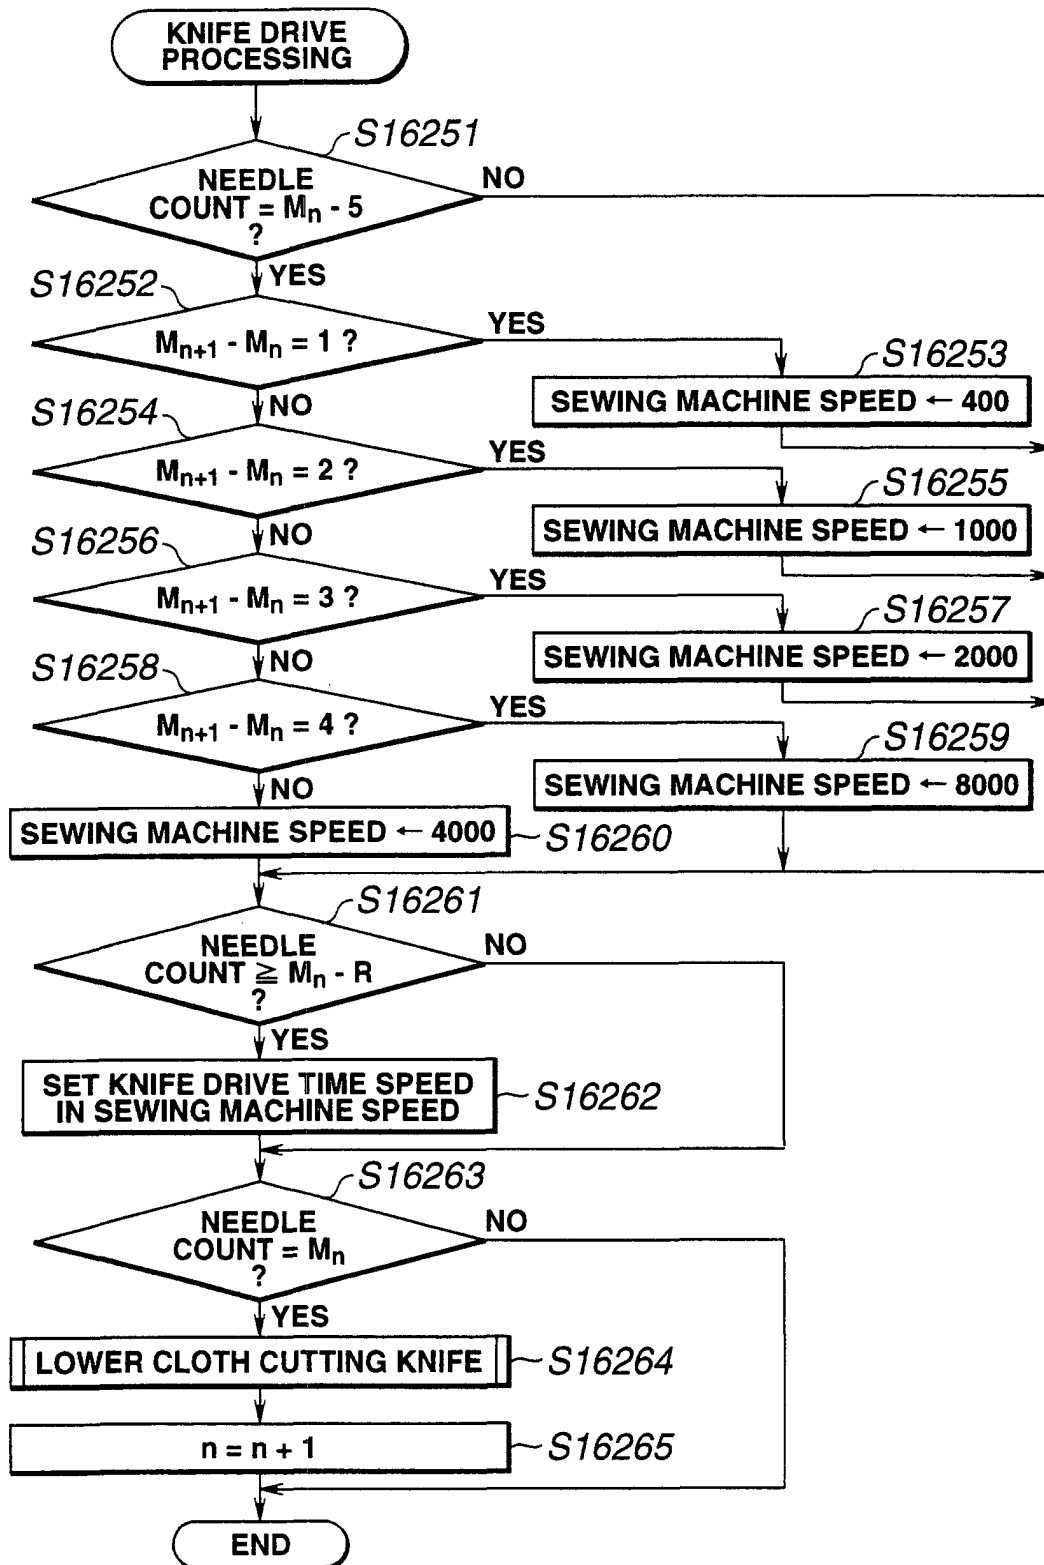 KNIFE DRIVE
PROCESSING
S16251
NEEDLE
COUNT = Mn - 5
?
NO
YES
S16252
Mn+1 - Mn = 1 ?
YES
S16253
SEWING MACHINE SPEED ← 400
NO
S16254
Mn+1 - Mn = 2 ?
YES
S16255
SEWING MACHINE SPEED ← 1000
NO
S16256
Mn+1 - Mn = 3 ?
YES
S16257
SEWING MACHINE SPEED ← 2000
NO
S16258
Mn+1 - Mn = 4 ?
YES
S16259
SEWING MACHINE SPEED ← 8000
NO
SEWING MACHINE SPEED ← 4000
S16260
S16261
NEEDLE
COUNT ≧ Mn - R
?
NO
YES
SET KNIFE DRIVE TIME SPEED
IN SEWING MACHINE SPEED
S16262
S16263
NEEDLE
COUNT = Mn
?
NO
YES
LOWER CLOTH CUTTING KNIFE
S16264
n = n + 1
S16265
END